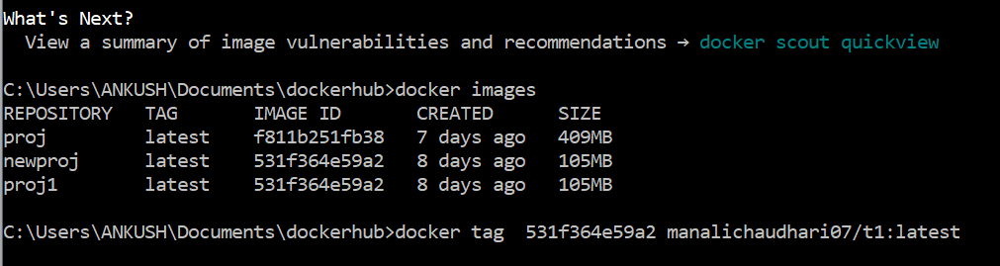 What's Next?
View a summary of image vulnerabilities and recommendations → docker scout quickview
C:\Users\ANKUSH\Documents\dockerhub>docker images
REPOSITORY   TAG       IMAGE ID       CREATED      SIZE
proj         latest    f811b251fb38   7 days ago   409MB
newproj      latest    531f364e59a2   8 days ago   105MB
proj1        latest    531f364e59a2   8 days ago   105MB
C:\Users\ANKUSH\Documents\dockerhub>docker tag  531f364e59a2 manalichaudhari07/t1:latest